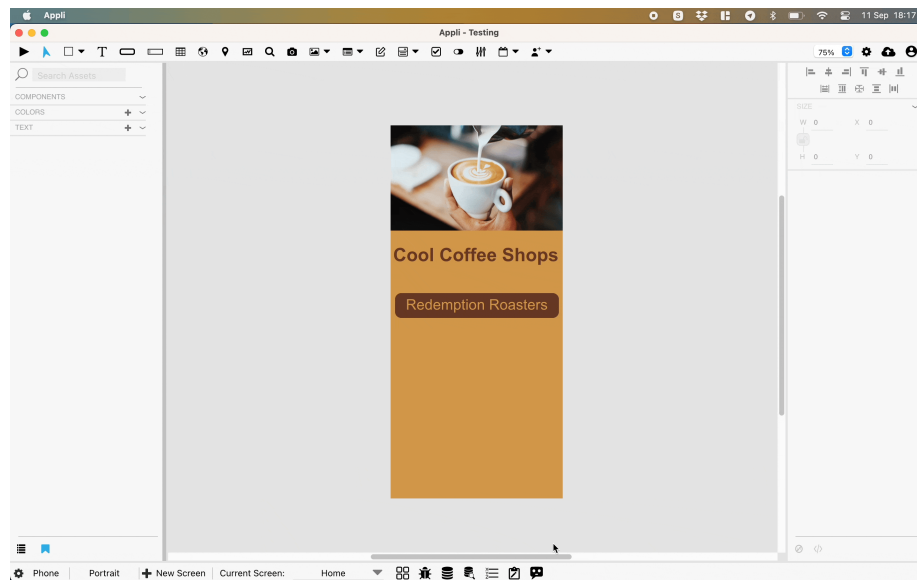 Appli
11 Sep 18:17
Appli - Testing
T
75%
Search Assets
COMPONENTS
COLORS
TEXT
SIZE
W 0 X 0
H 0 Y 0
Cool Coffee Shops
Redemption Roasters
Phone Portrait New Screen Current Screen: Home